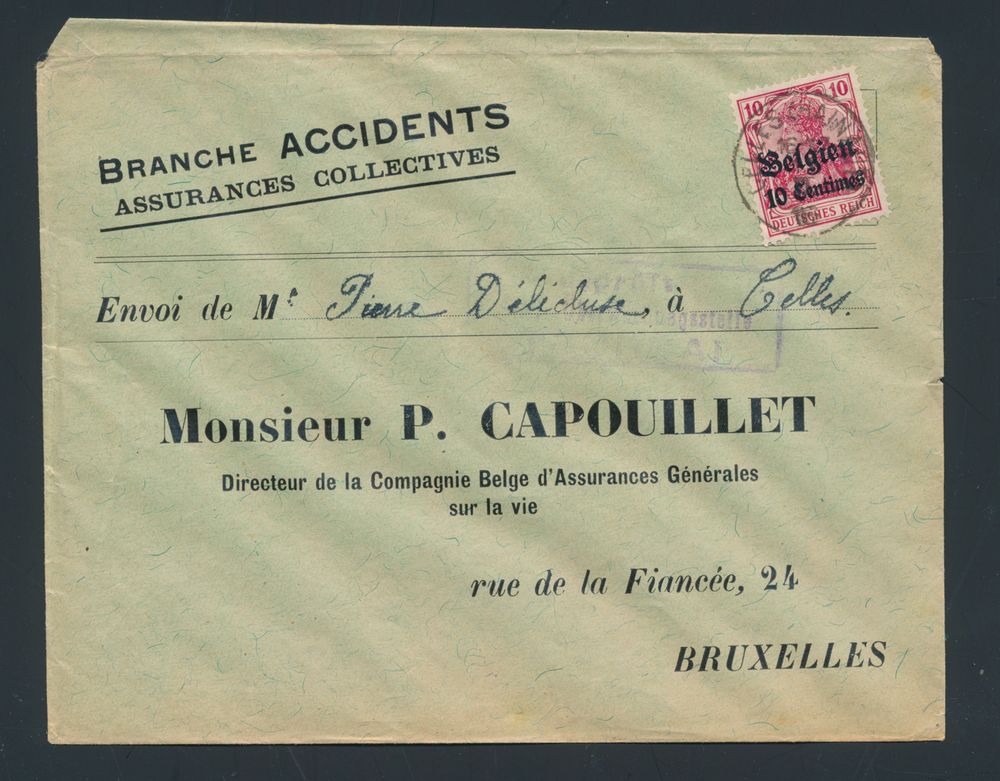 BRANCHE ACCIDENTS
ASSURANCES COLLECTIVES
10 10
Belgien
10 Centimes
DEUTSCHES REICH
Envoi de Mr Pierre Délécluse, à Celles.
Monsieur P. CAPOUILLET
Directeur de la Compagnie Belge d'Assurances Générales
sur la vie
rue de la Fiancée, 24
BRUXELLES